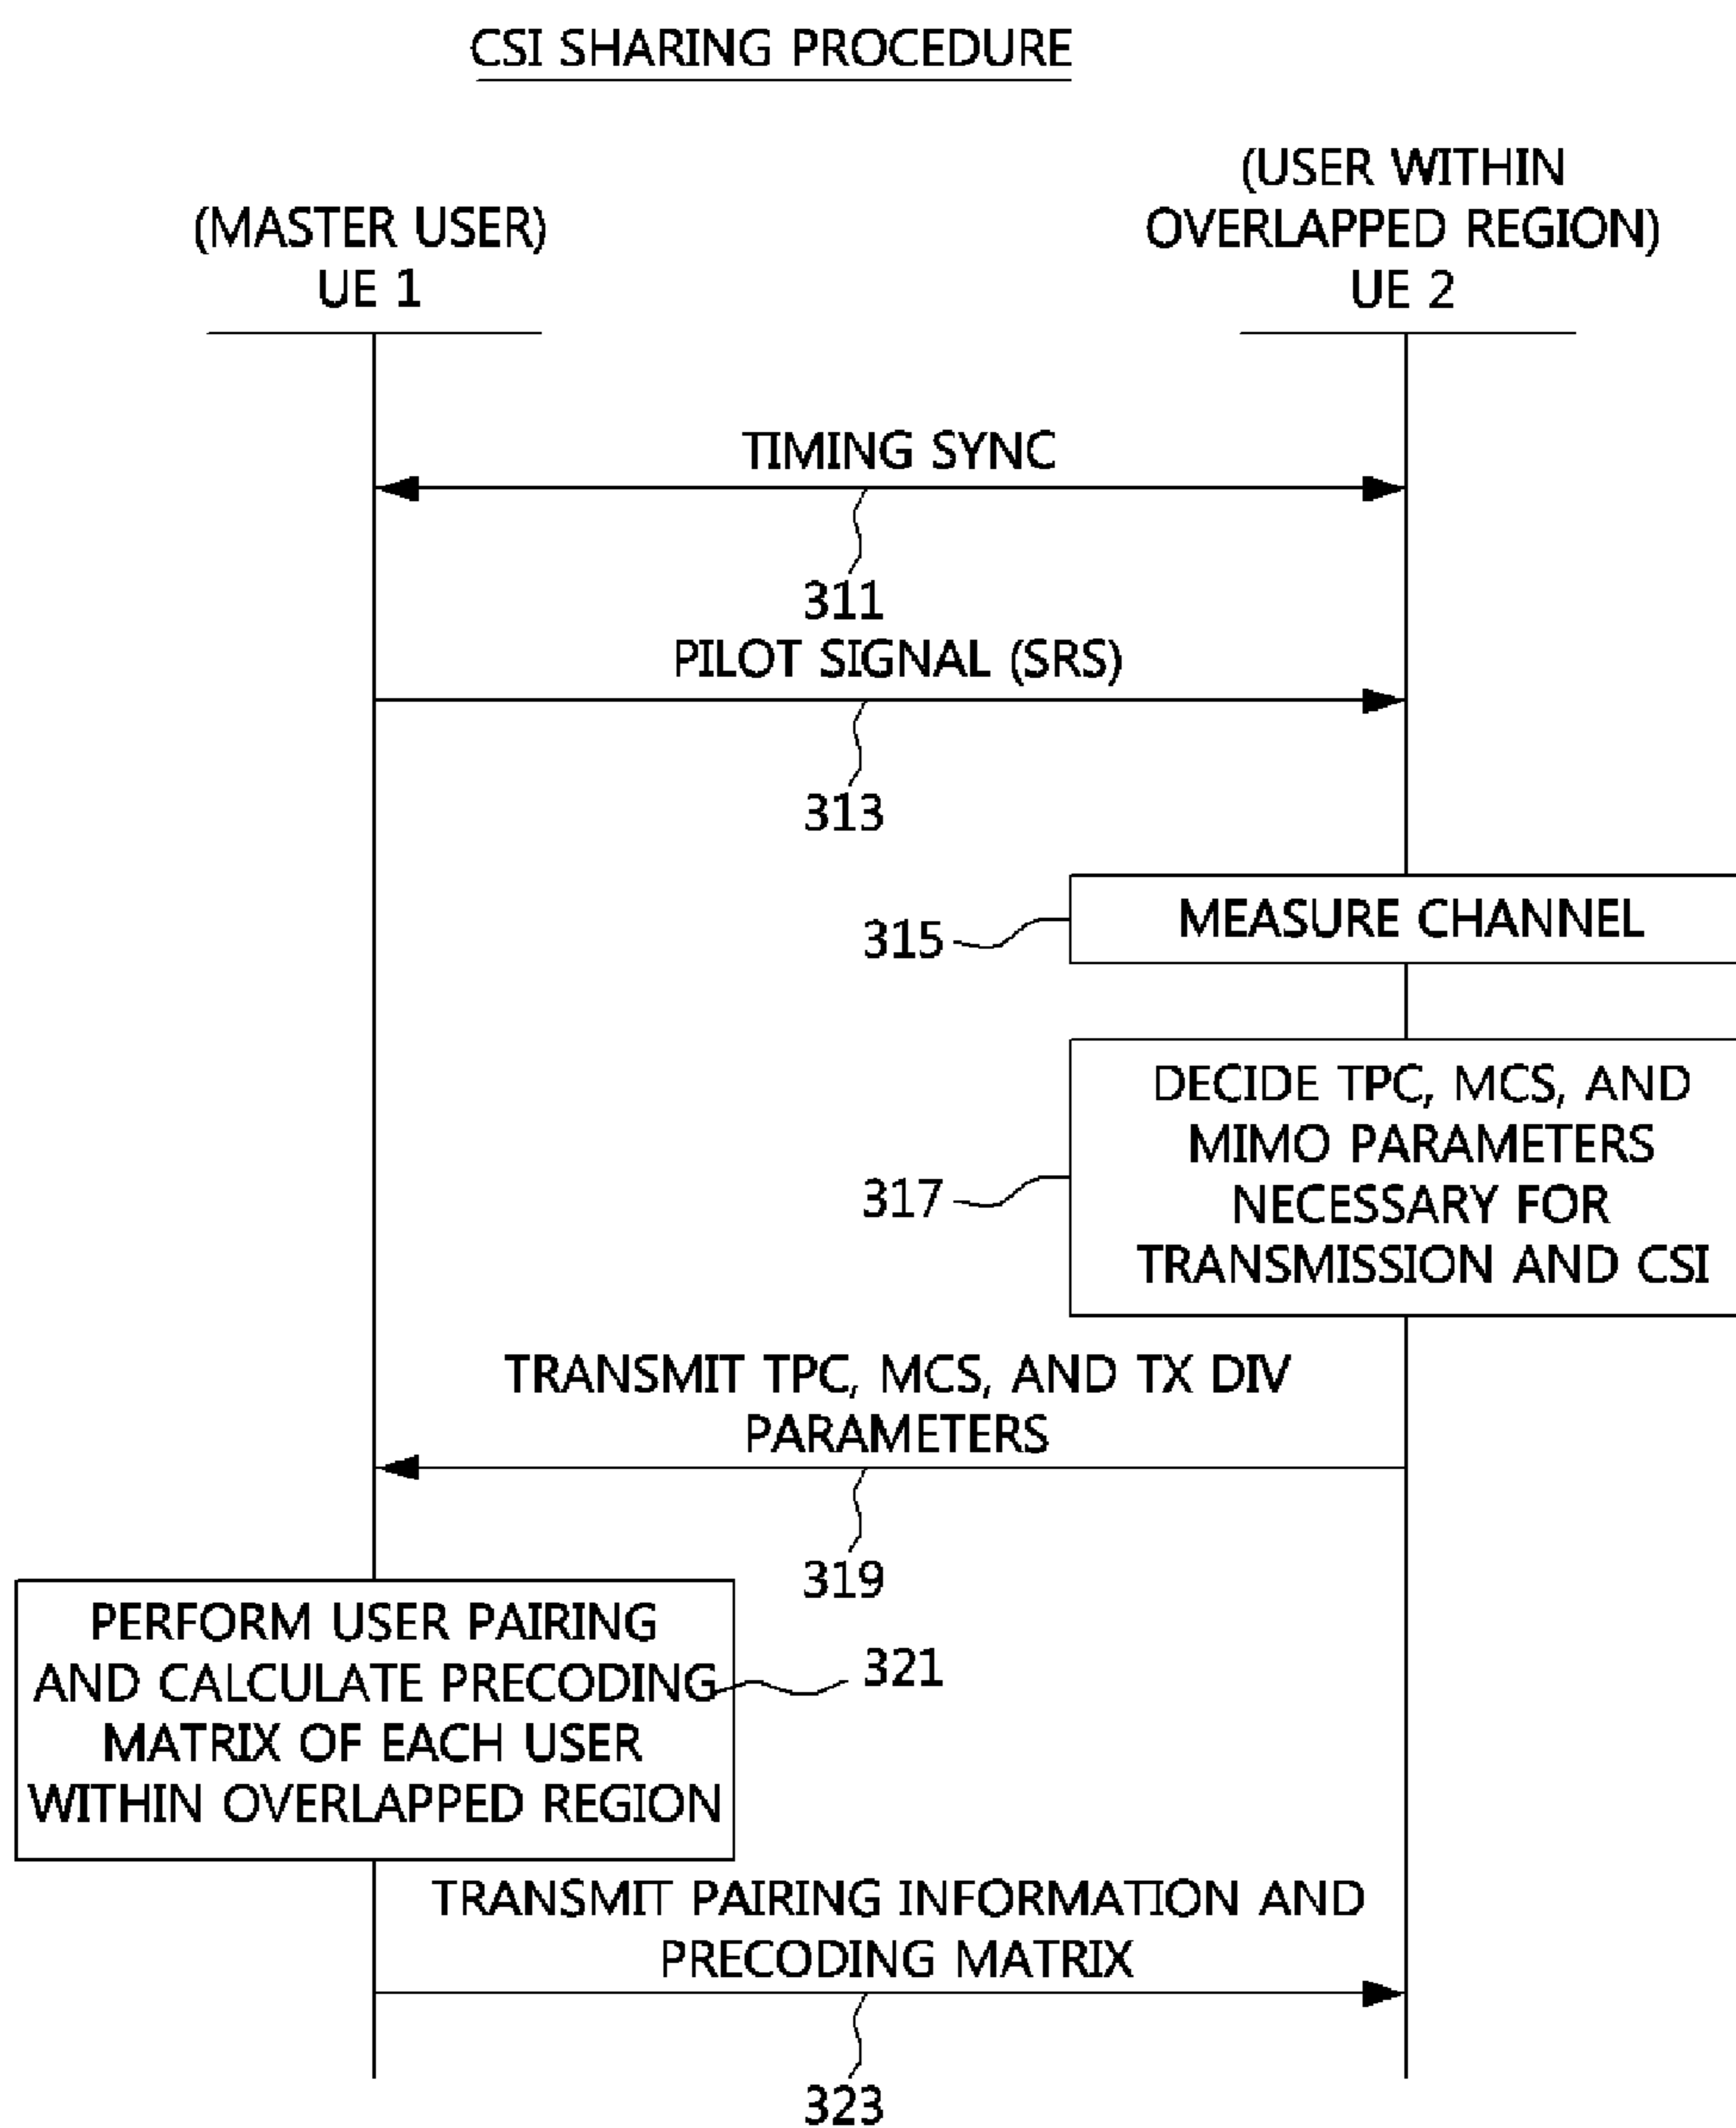 CSI SHARING PROCEDURE
(MASTER USER)
UE 1
(USER WITHIN
OVERLAPPED REGION)
UE 2
TIMING SYNC
311
PILOT SIGNAL (SRS)
313
MEASURE CHANNEL
315
DECIDE TPC, MCS, AND
MIMO PARAMETERS
NECESSARY FOR
TRANSMISSION AND CSI
317
TRANSMIT TPC, MCS, AND TX DIV
PARAMETERS
319
PERFORM USER PAIRING
AND CALCULATE PRECODING
MATRIX OF EACH USER
WITHIN OVERLAPPED REGION
321
TRANSMIT PAIRING INFORMATION AND
PRECODING MATRIX
323